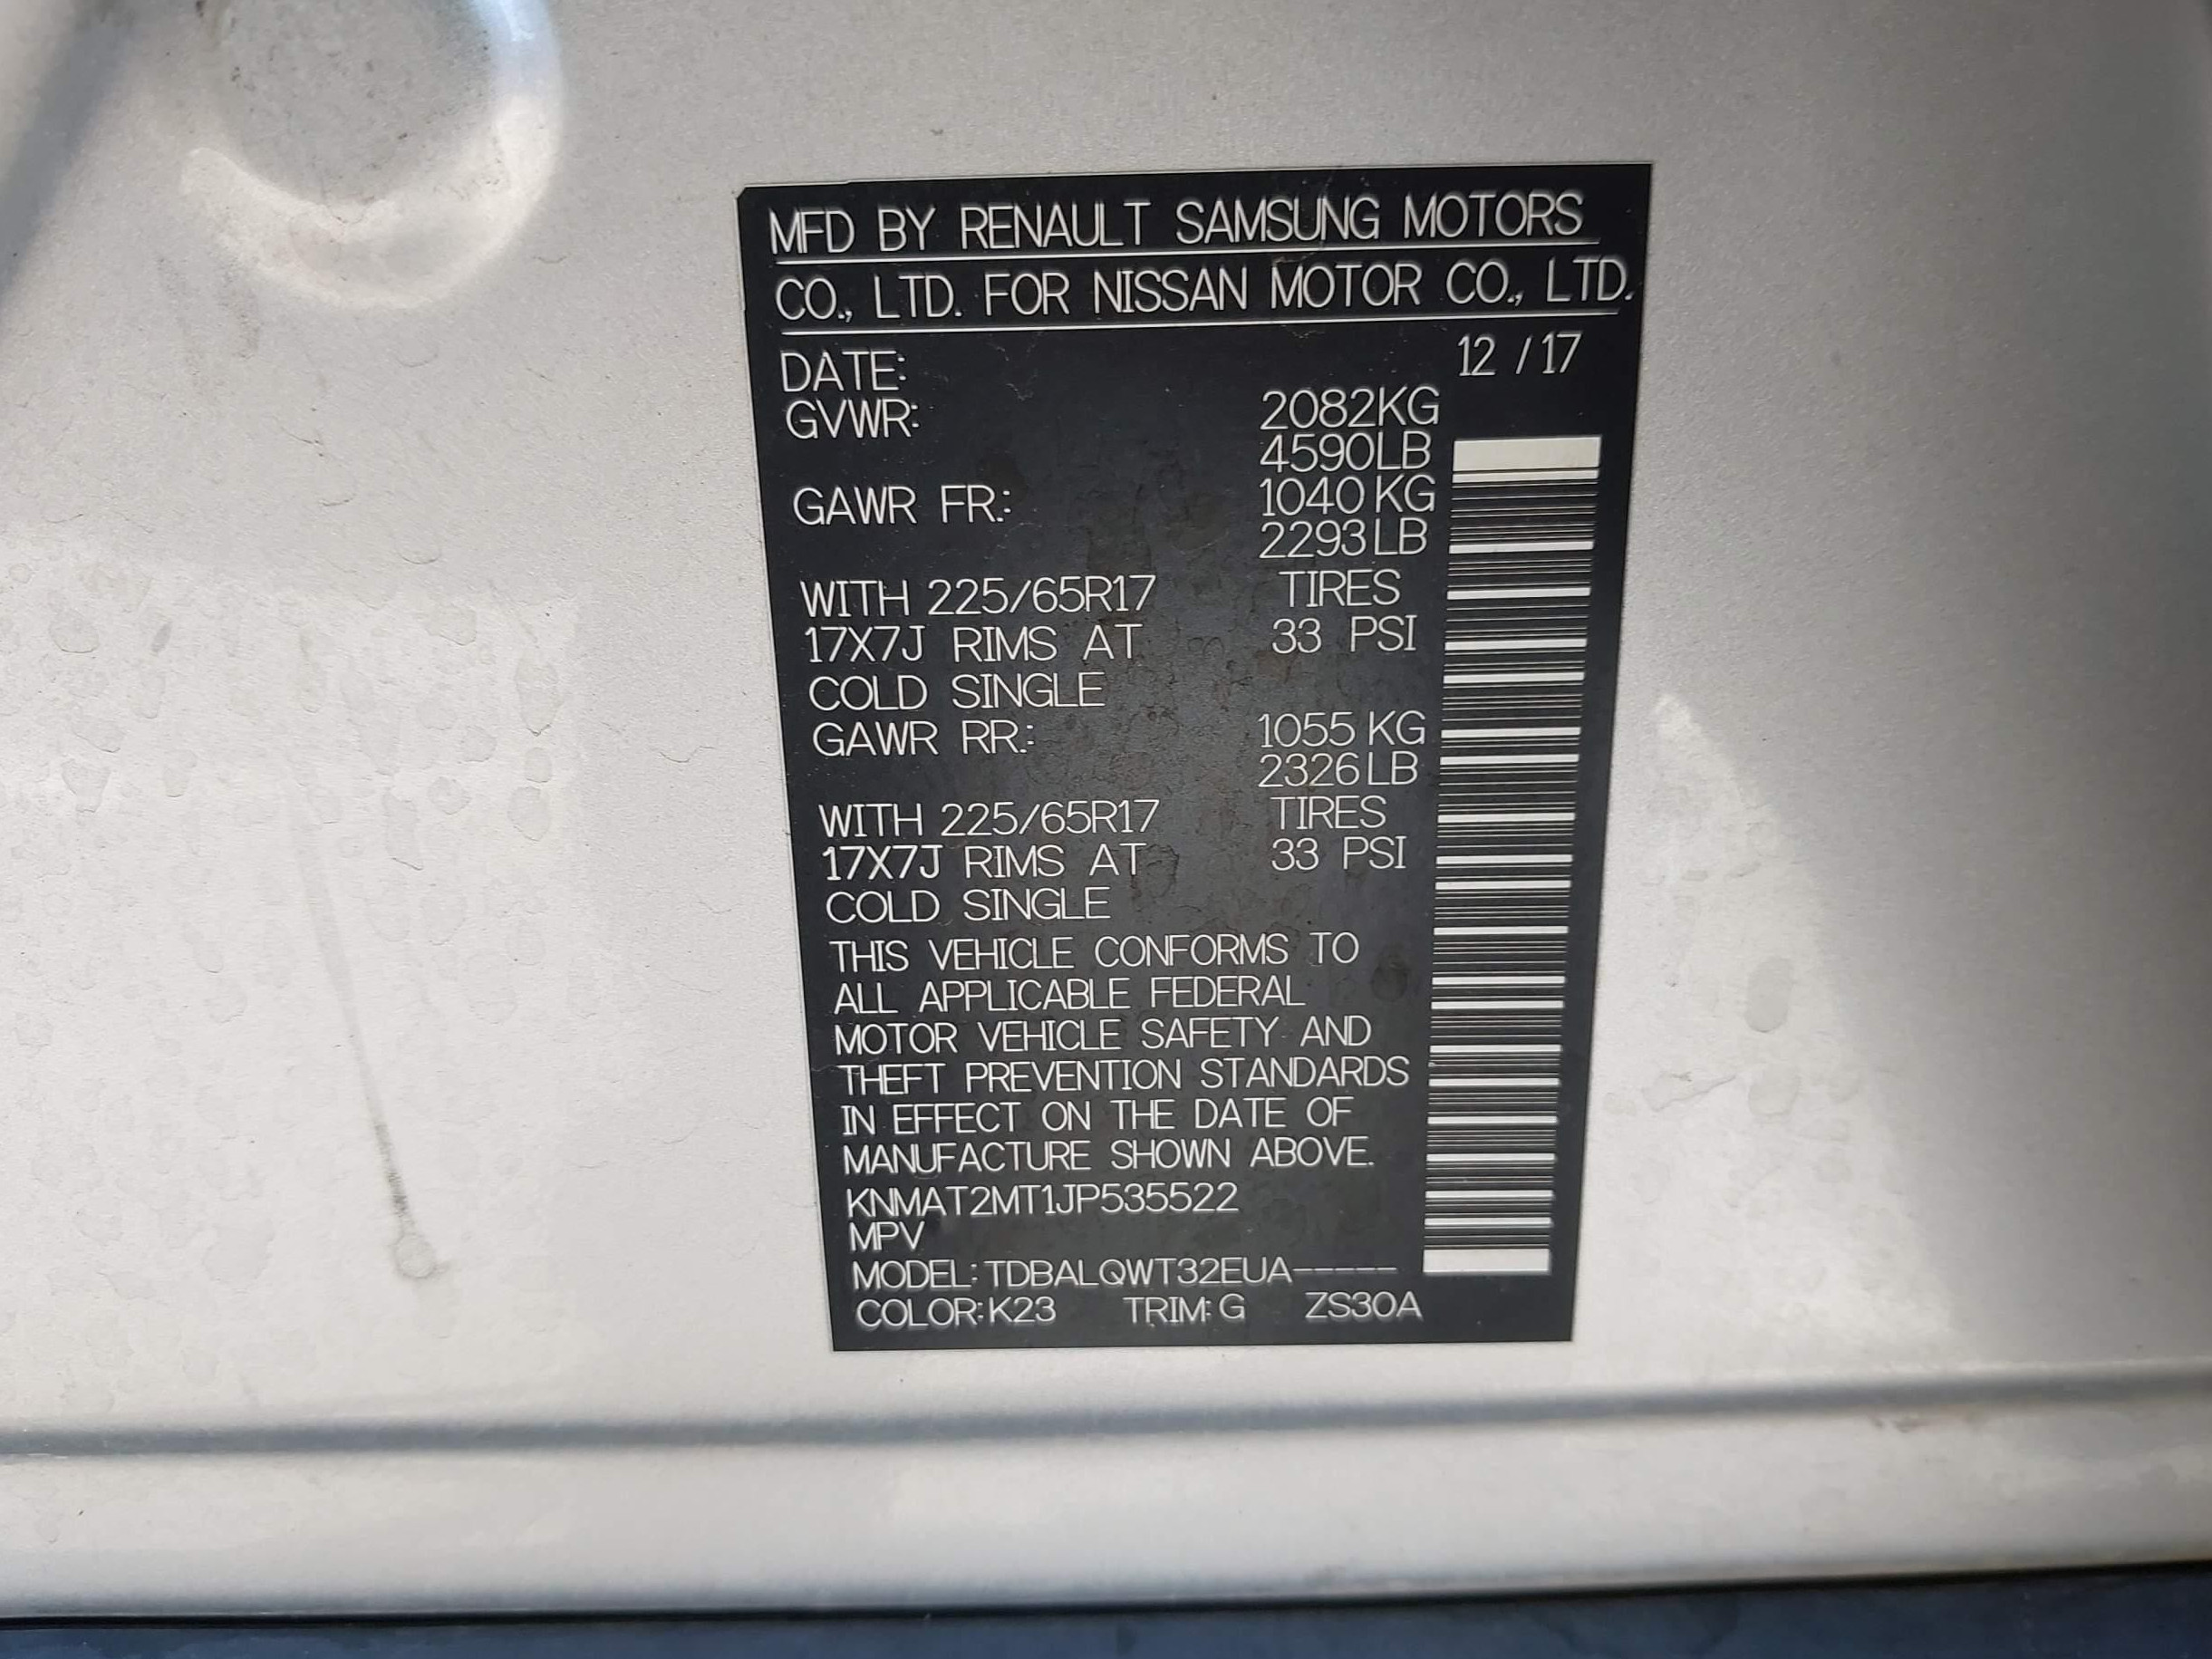 MFD BY RENAULT SAMSUNG MOTORS
CO., LTD. FOR NISSAN MOTOR CO., LTD.
DATE: 12 /17
GVWR: 2082KG
4590LB
GAWR FR.: 1040 KG
2293LB
WITH 225/65R17 TIRES
17X7J RIMS AT 33 PSI
COLD SINGLE
GAWR RR.: 1055 KG
2326LB
WITH 225/65R17 TIRES
17X7J RIMS AT 33 PSI
COLD SINGLE
THIS VEHICLE CONFORMS TO
ALL APPLICABLE FEDERAL
MOTOR VEHICLE SAFETY AND
THEFT PREVENTION STANDARDS
IN EFFECT ON THE DATE OF
MANUFACTURE SHOWN ABOVE.
KNMAT2MT1JP535522
MPV
MODEL: TDBALQWT32EUA-----
COLOR: K23 TRIM: G ZS30A